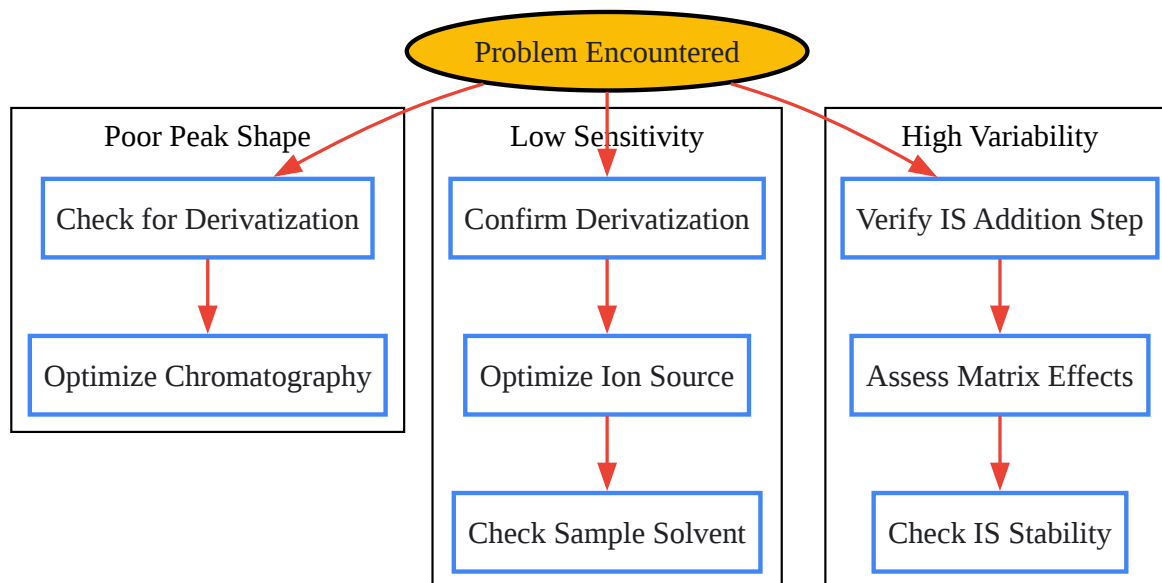 Problem Encountered
Poor Peak Shape
Check for Derivatization
Optimize Chromatography
Low Sensitivity
Confirm Derivatization
Optimize Ion Source
Check Sample Solvent
High Variability
Verify IS Addition Step
Assess Matrix Effects
Check IS Stability